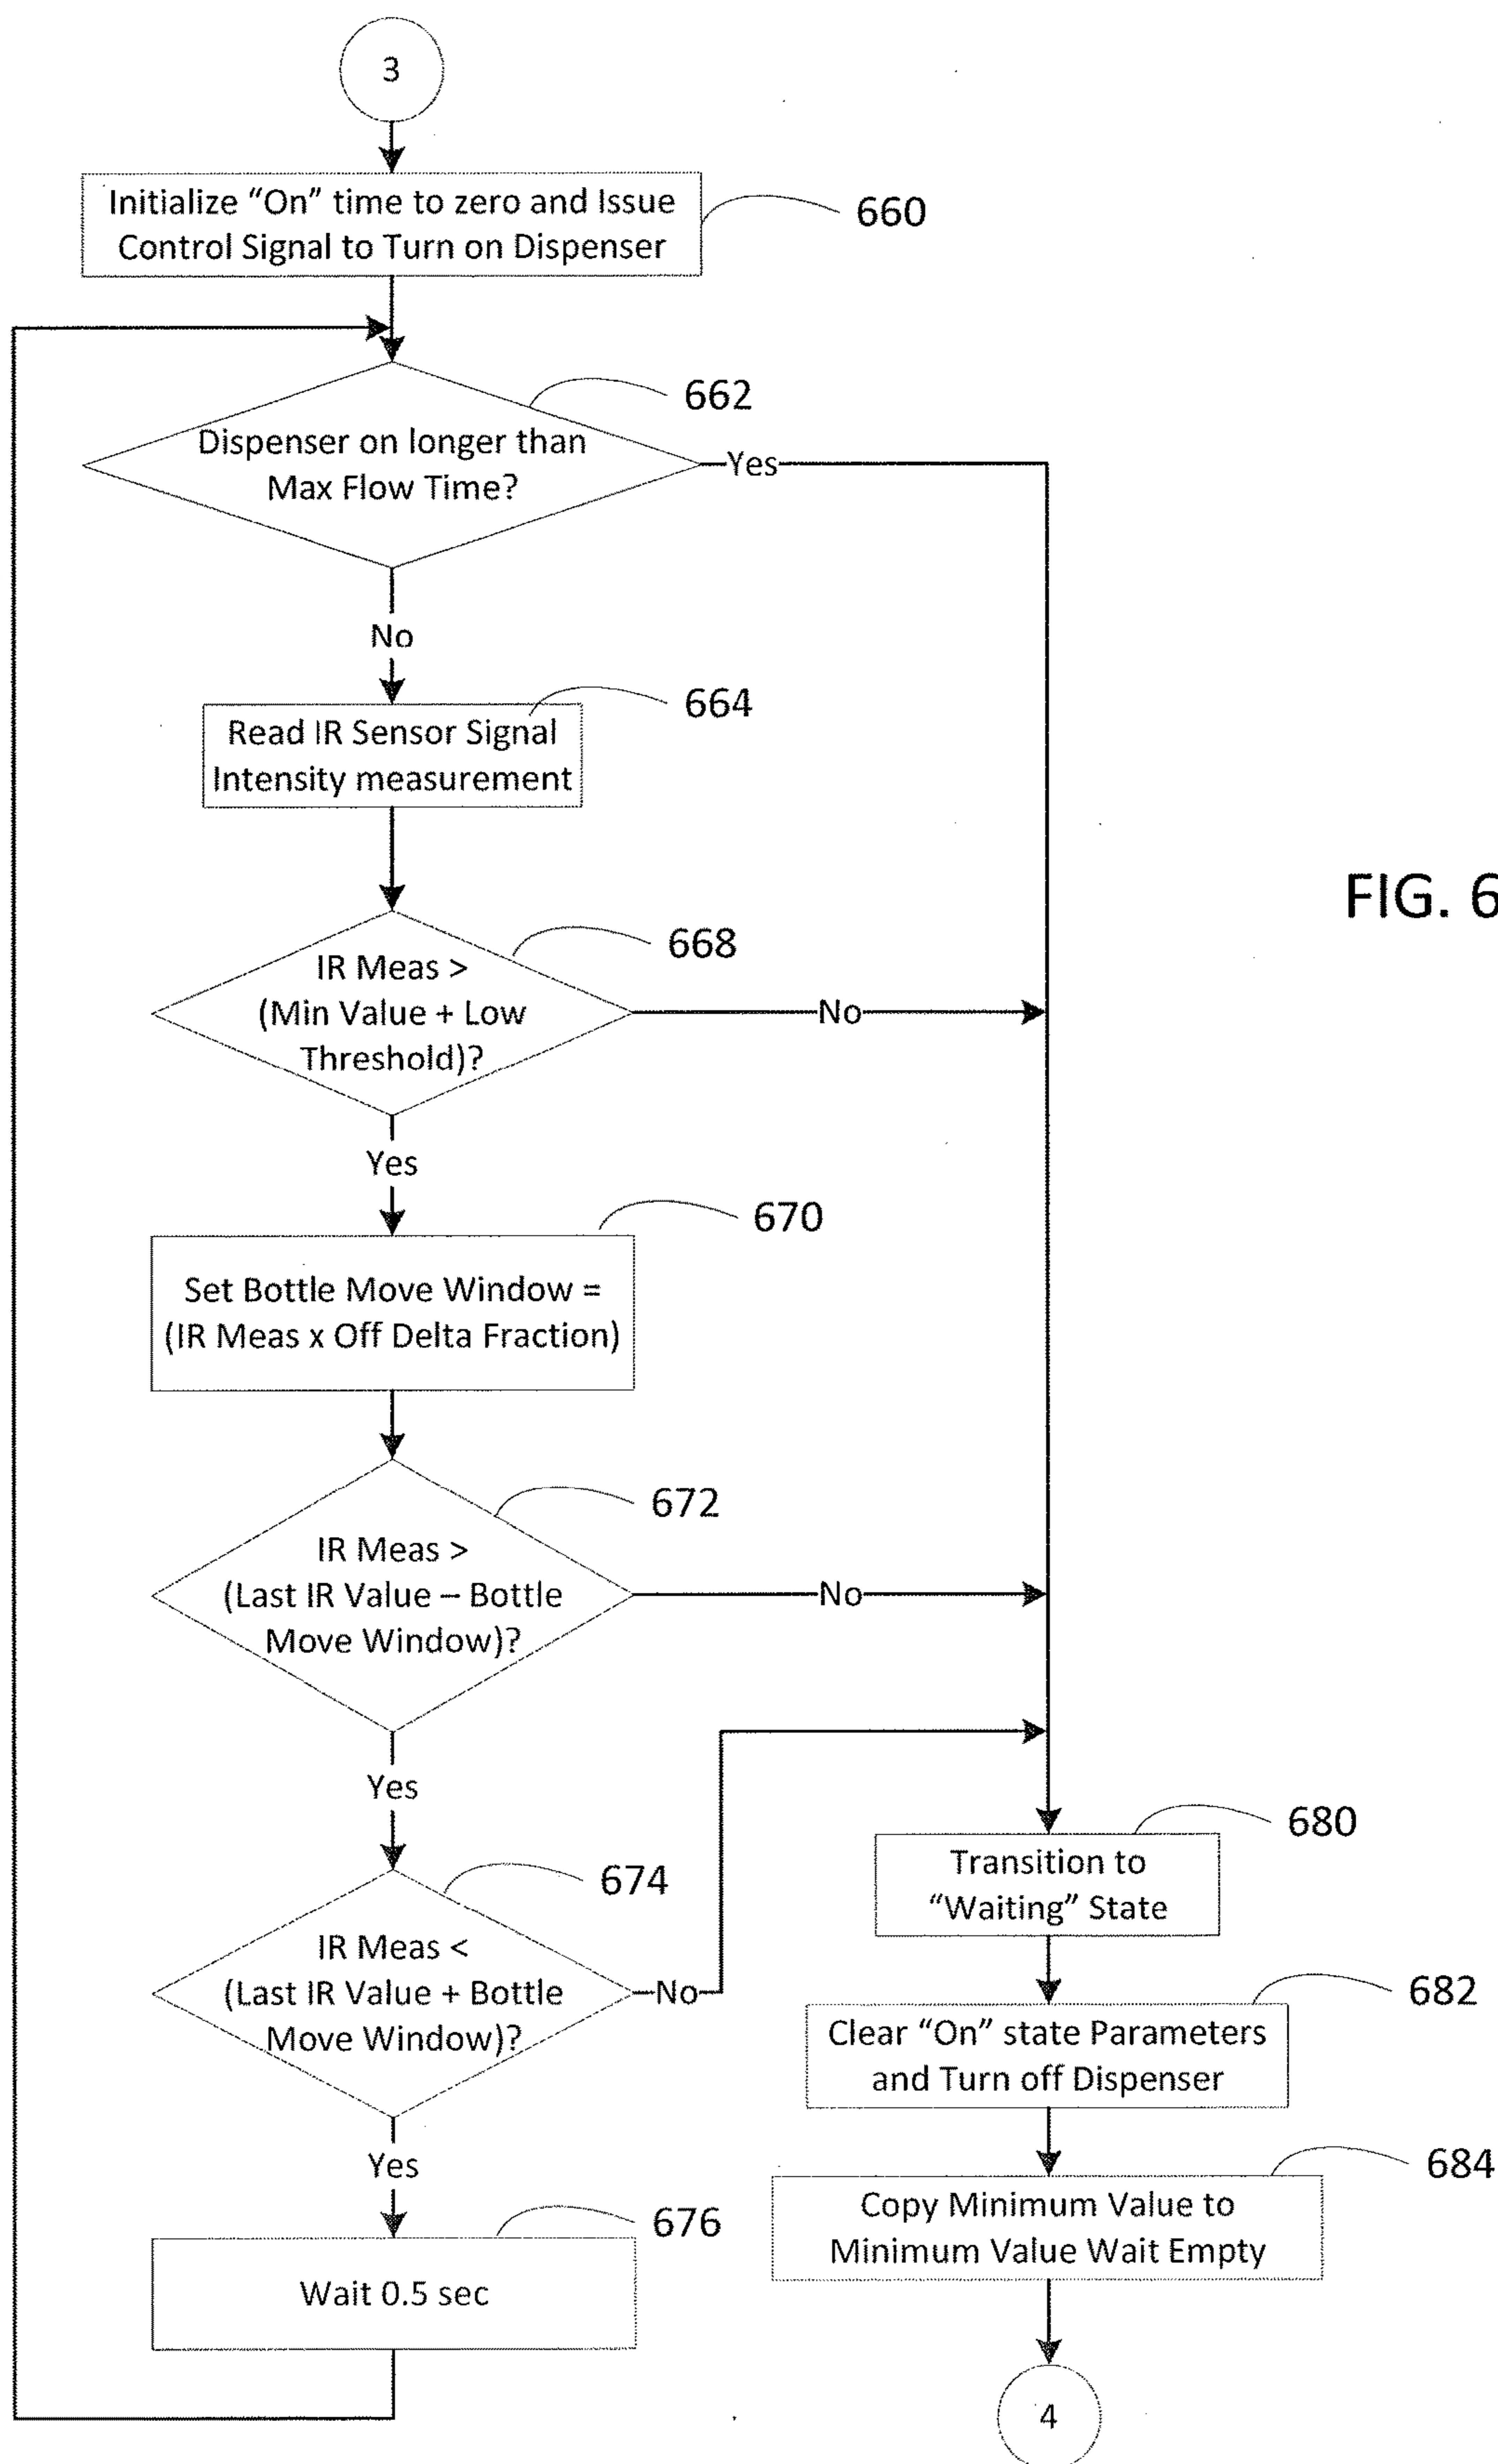 3
Initialize “On” time to zero and Issue
Control Signal to Turn on Dispenser
660
662
Dispenser on longer than
Max Flow Time?
Yes
No
664
Read IR Sensor Signal
Intensity measurement
FIG. 6
668
IR Meas >
(Min Value + Low
Threshold)?
No
Yes
670
Set Bottle Move Window =
(IR Meas x Off Delta Fraction)
672
IR Meas >
(Last IR Value – Bottle
Move Window)?
No
Yes
674
IR Meas <
(Last IR Value + Bottle
Move Window)?
No
Yes
676
Wait 0.5 sec
680
Transition to
“Waiting” State
682
Clear “On” state Parameters
and Turn off Dispenser
684
Copy Minimum Value to
Minimum Value Wait Empty
4